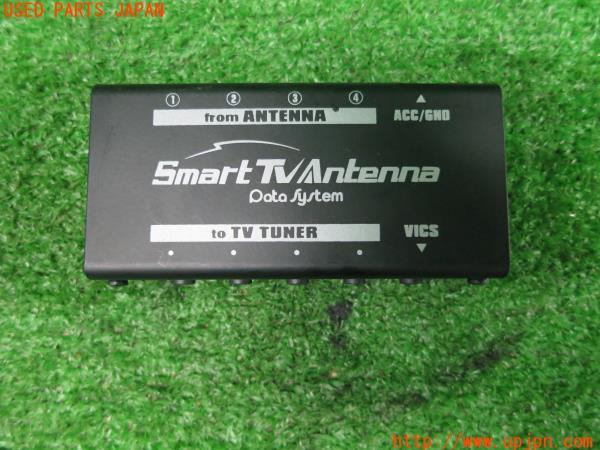 USED PARTS JAPAN
① ② ③ ④
from ANTENNA
ACC/GND
Smart TV Antenna
Data System
to TV TUNER
VICS
http://www.upjpn.com/